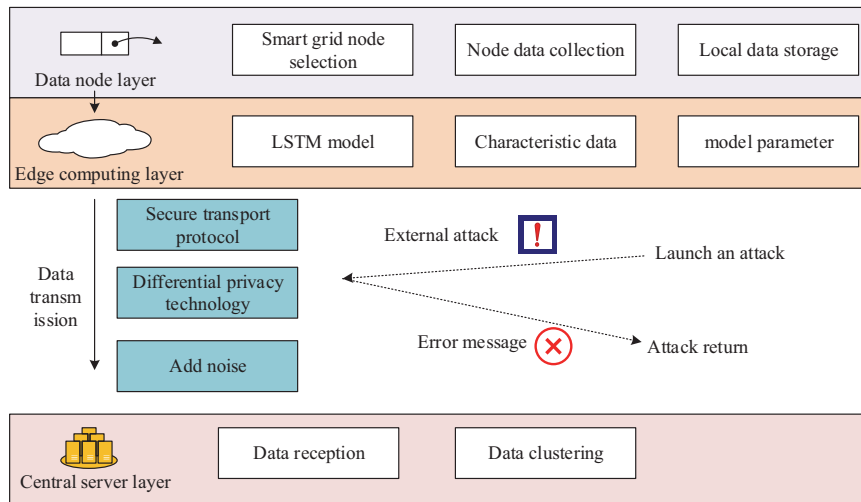 Smart grid node
selection
Node data collection
Local data storage
Data node layer
LSTM model
Characteristic data
model parameter
Edge computing layer
Secure transport
protocol
External attack
!
Launch an attack
Data
transm
ission
Differential privacy
technology
Error message
Attack return
Add noise
Data reception
Data clustering
Central server layer